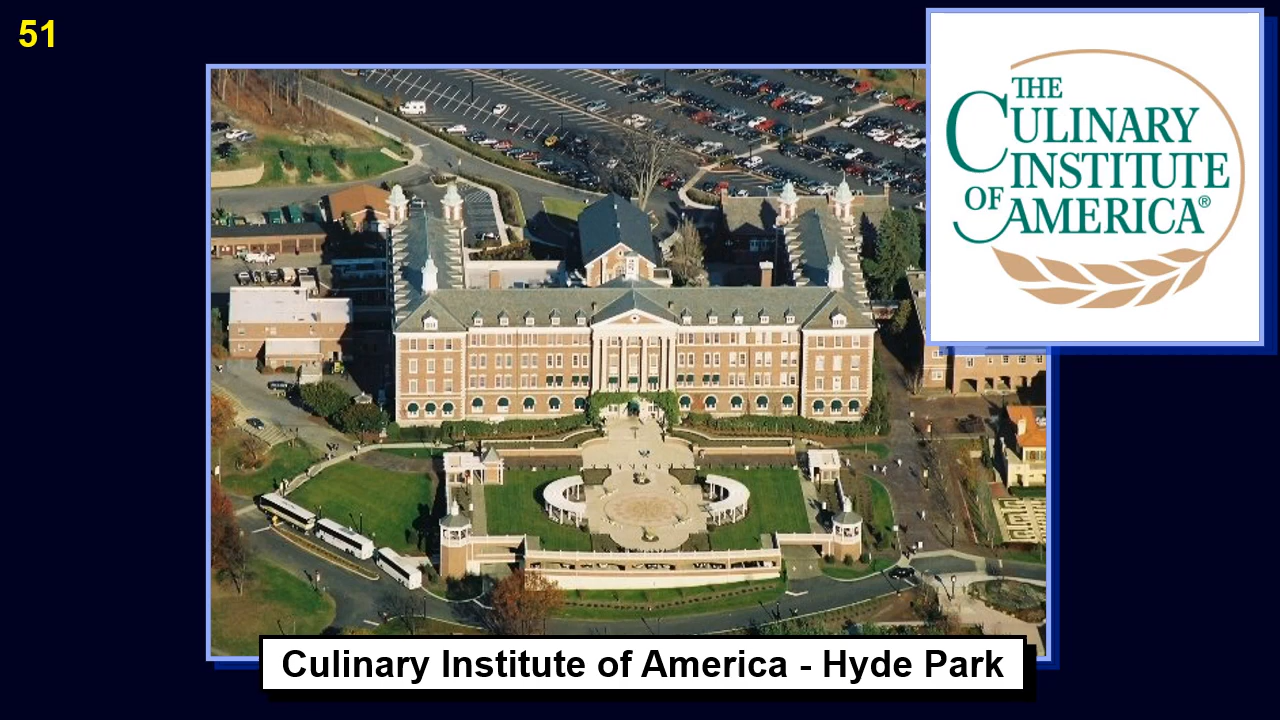 51
THE
CULINARY
INSTITUTE
OF AMERICA®
Culinary Institute of America - Hyde Park